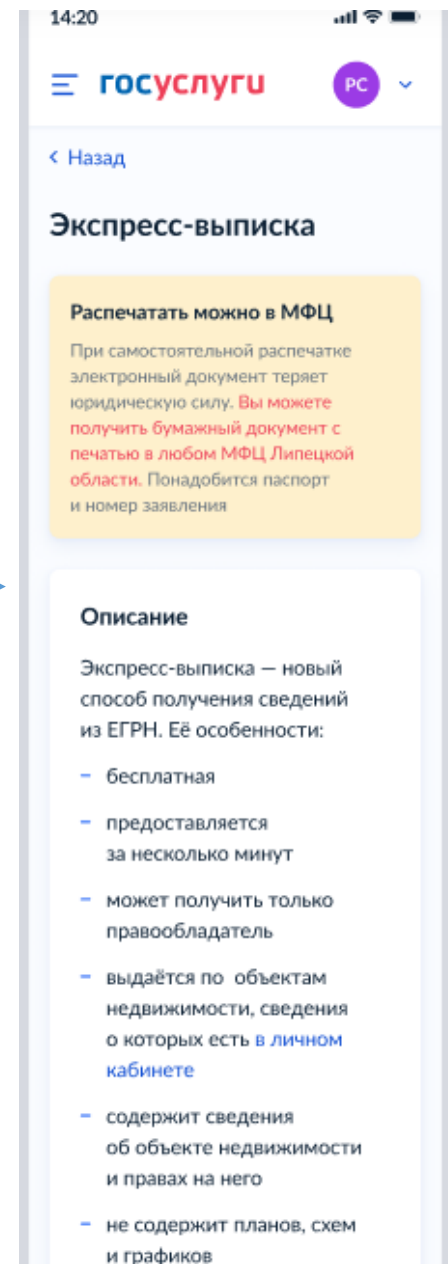 14:20
госуслуги
РС
Назад
Экспресс-выписка
Распечатать можно в МФЦ
При самостоятельной распечатке
электронный документ теряет
юридическую силу. Вы можете
получить бумажный документ с
печатью в любом МФЦ Липецкой
области. Понадобится паспорт
и номер заявления
Описание
Экспресс-выписка — новый
способ получения сведений
из ЕГРН. Её особенности:
– бесплатная
– предоставляется
за несколько минут
– может получить только
правообладатель
– выдаётся по объектам
недвижимости, сведения
о которых есть в личном
кабинете
– содержит сведения
об объекте недвижимости
и правах на него
– не содержит планов, схем
и графиков